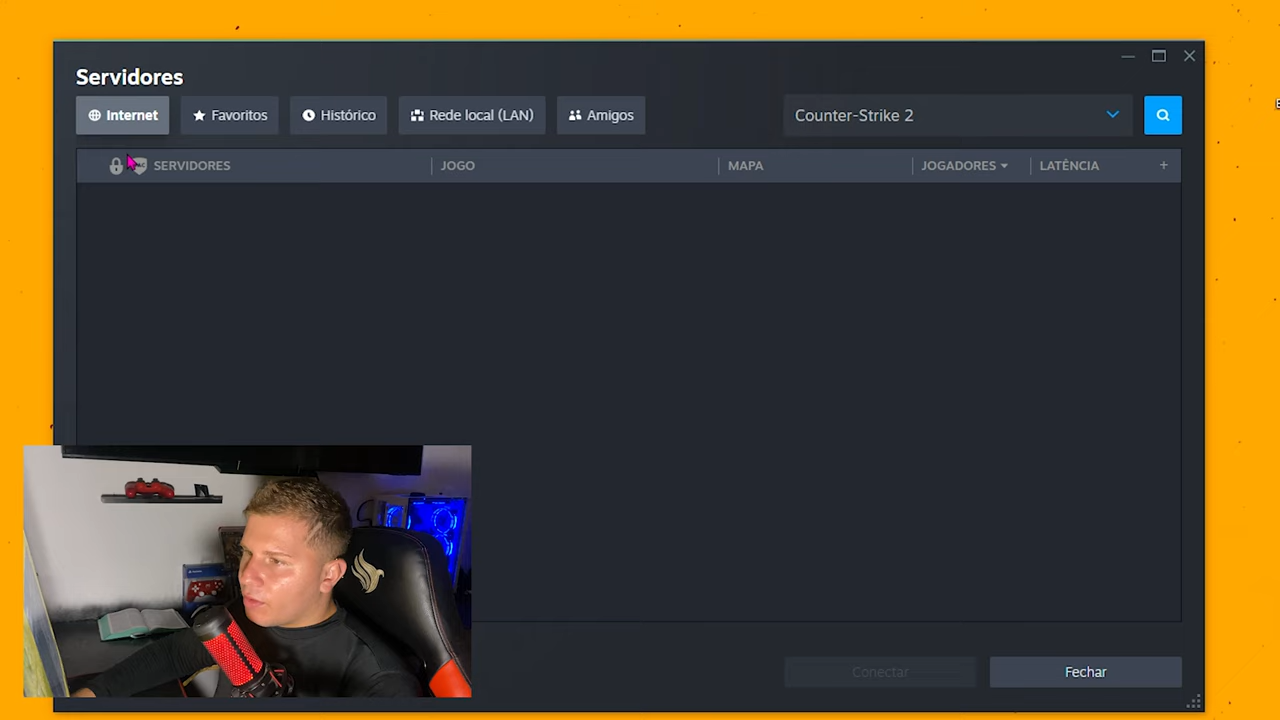 Servidores
Internet
Favoritos
Histórico
Rede local (LAN)
Amigos
Counter-Strike 2
SERVIDORES
JOGO
MAPA
JOGADORES
LATÊNCIA
+
Conectar
Fechar